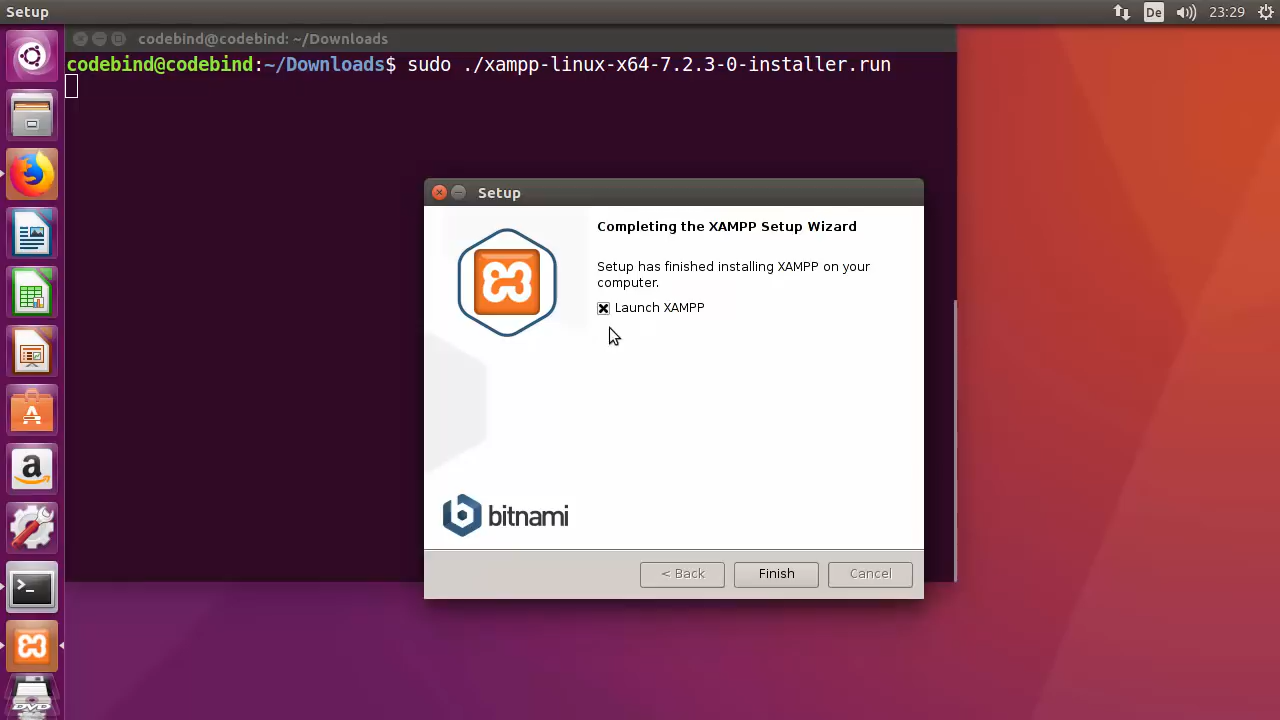 Setup
De
23:29
codebind@codebind: ~/Downloads
codebind@codebind:~/Downloads$ sudo ./xampp-linux-x64-7.2.3-0-installer.run
Setup
Completing the XAMPP Setup Wizard
Setup has finished installing XAMPP on your
computer.
Launch XAMPP
bitnami
< Back
Finish
Cancel
DVD